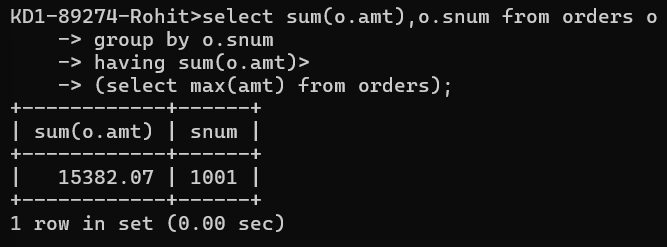 KD1-89274-Rohit>select sum(o.amt),o.snum from orders o
    -> group by o.snum
    -> having sum(o.amt)>
    -> (select max(amt) from orders);
+------------+------+
| sum(o.amt) | snum |
+------------+------+
|   15382.07 | 1001 |
+------------+------+
1 row in set (0.00 sec)